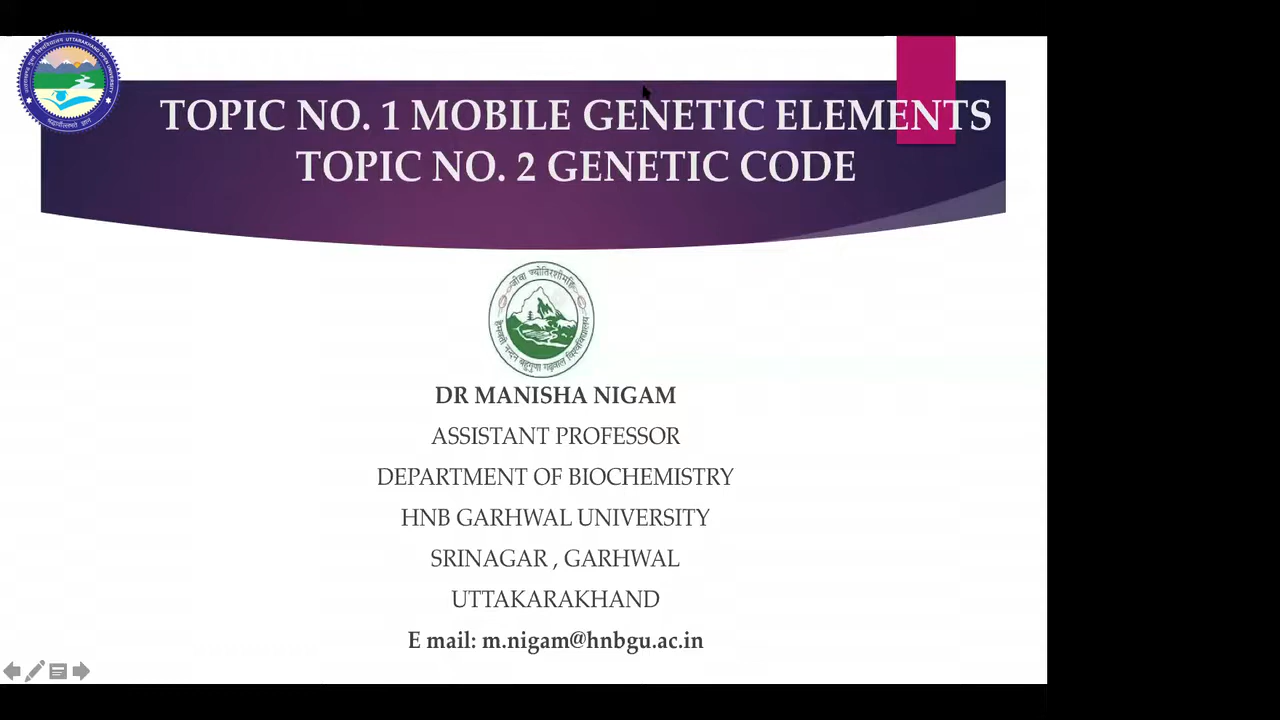 TOPIC NO. 1 MOBILE GENETIC ELEMENTS
TOPIC NO. 2 GENETIC CODE
DR MANISHA NIGAM
ASSISTANT PROFESSOR
DEPARTMENT OF BIOCHEMISTRY
HNB GARHWAL UNIVERSITY
SRINAGAR , GARHWAL
UTTAKARAKHAND
E mail: m.nigam@hnbgu.ac.in